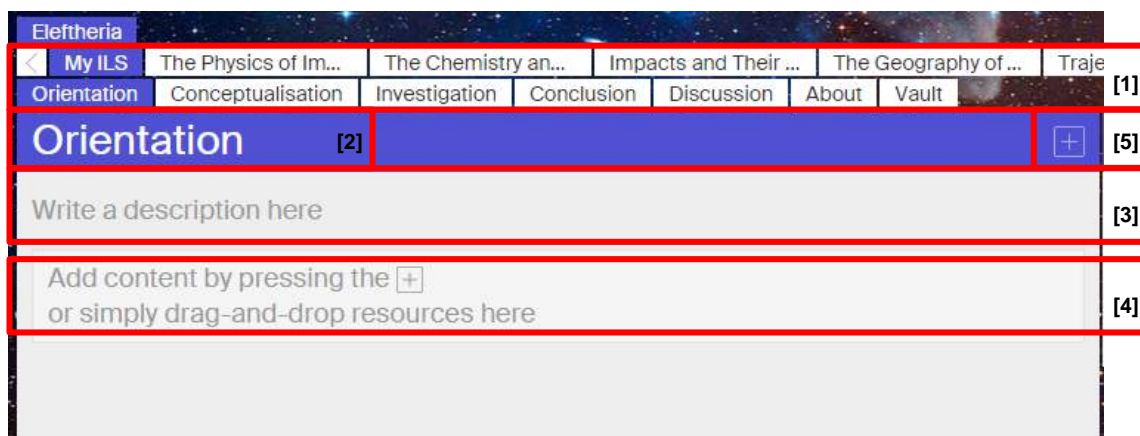 Eleftheria
My ILS The Physics of Im... The Chemistry an... Impacts and Their ... The Geography of ... Traje
[1]
Orientation Conceptualisation Investigation Conclusion Discussion About Vault
Orientation [2] [5]
Write a description here [3]
Add content by pressing the +
[4]
or simply drag-and-drop resources here